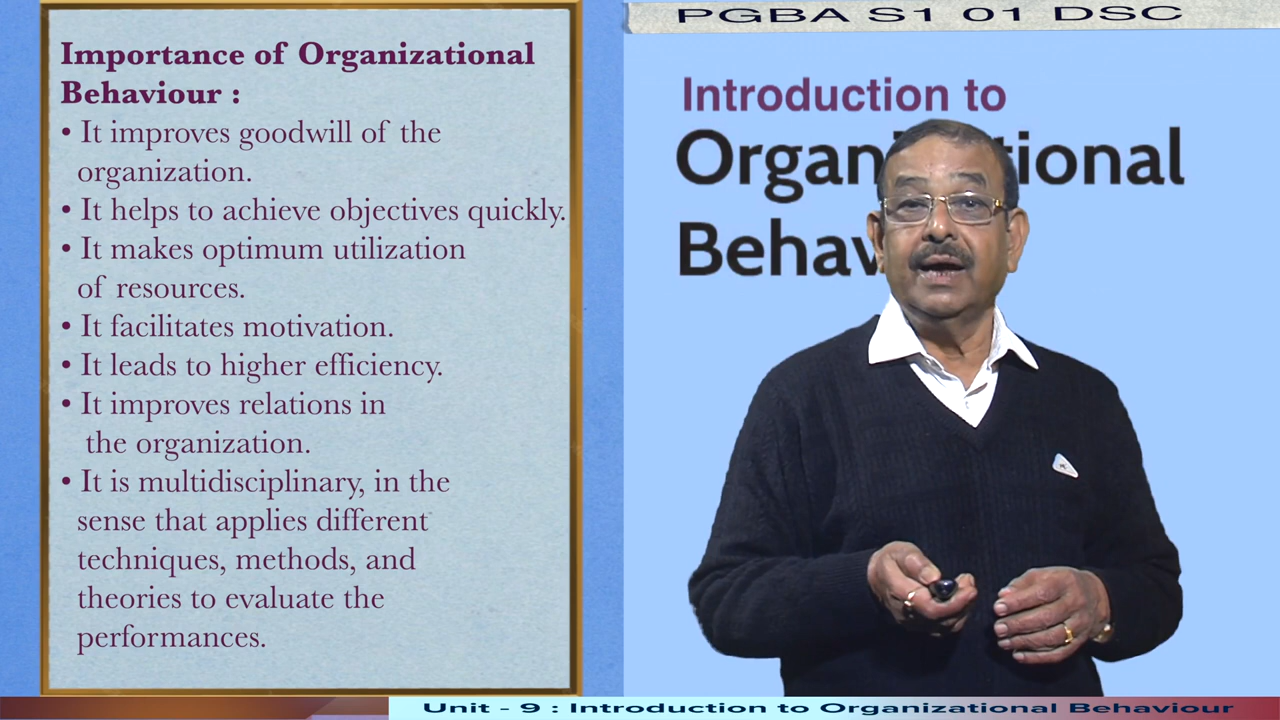 Importance of Organizational
Behaviour :
• It improves goodwill of the
organization.
• It helps to achieve objectives quickly.
• It makes optimum utilization
of resources.
• It facilitates motivation.
• It leads to higher efficiency.
• It improves relations in
the organization.
• It is multidisciplinary, in the
sense that applies different
techniques, methods, and
theories to evaluate the
performances.
PGBA S1 01 DSC
Introduction to
Organizational
Behav
Unit - 9 : Introduction to Organizational Behaviour